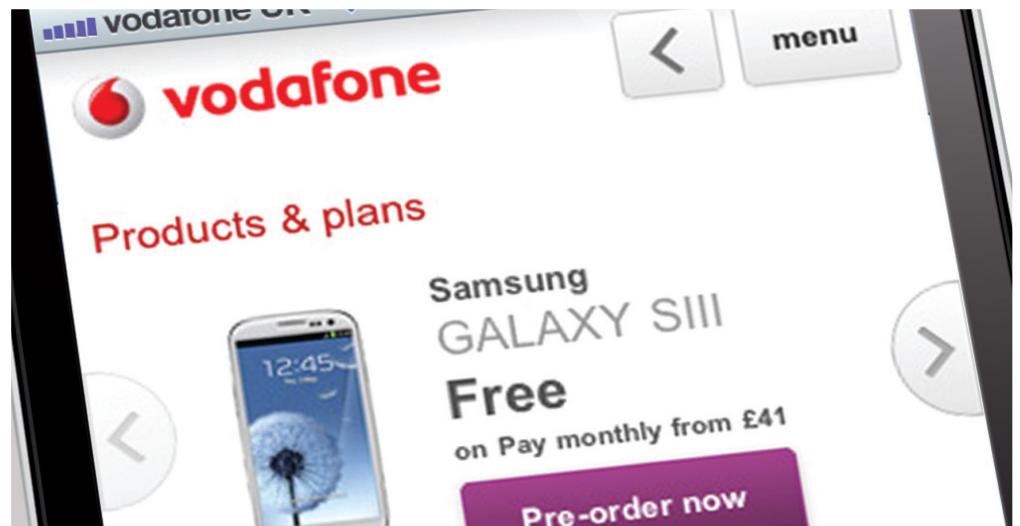 vodafone UK
menu
vodafone
Products & plans
Samsung
GALAXY SIII
Free
on Pay monthly from £41
Pre-order now
12:45